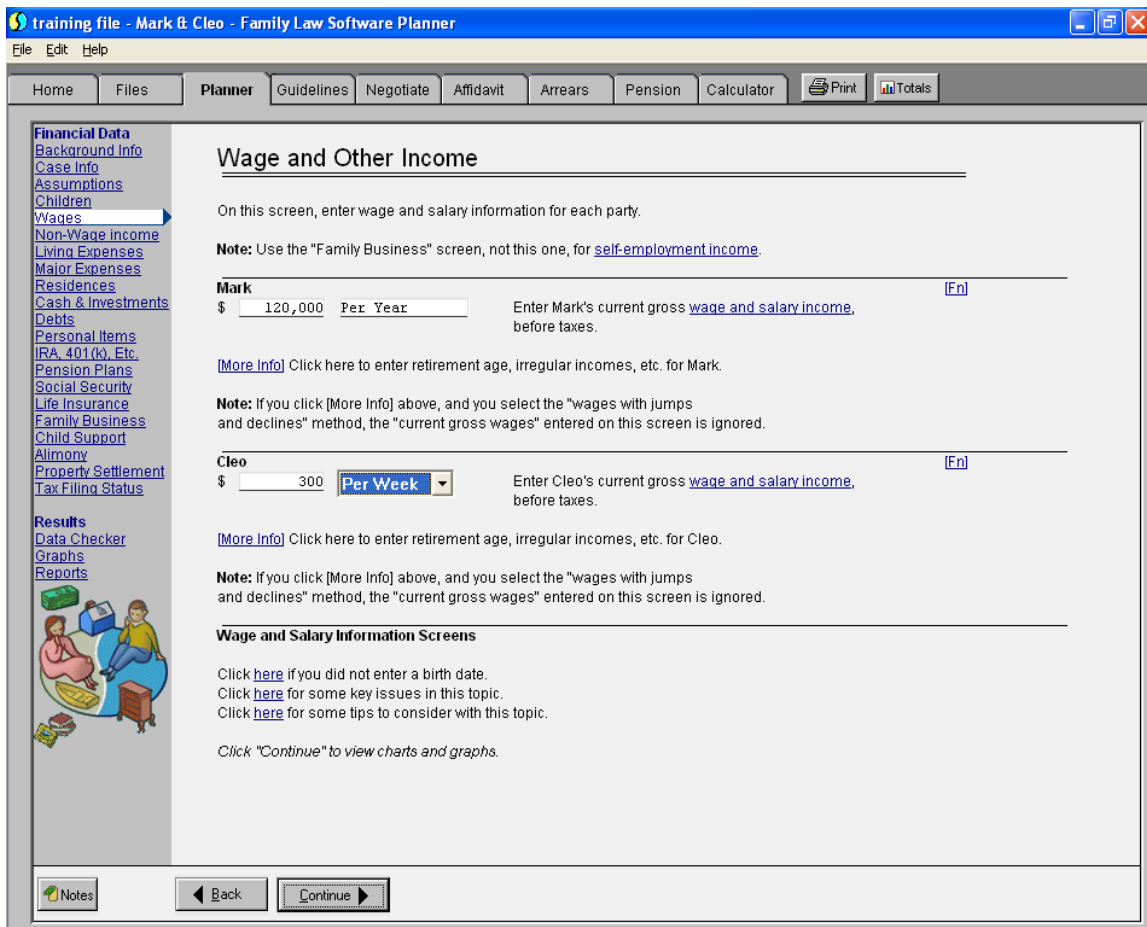 training file - Mark & Cleo - Family Law Software Planner
File Edit Help
Home Files Planner Guidelines Negotiate Affidavit Arrears Pension Calculator Print Totals
Financial Data
Background Info
Case Info
Assumptions
Children
Wages
Non-Wage income
Living Expenses
Major Expenses
Residences
Cash & Investments
Debts
Personal Items
IRA, 401(k), Etc.
Pension Plans
Social Security
Life Insurance
Family Business
Child Support
Alimony
Property Settlement
Tax Filing Status
Results
Data Checker
Graphs
Reports
Wage and Other Income
On this screen, enter wage and salary information for each party.
Note: Use the "Family Business" screen, not this one, for self-employment income.
Mark [Fn]
$ 120,000 Per Year Enter Mark's current gross wage and salary income,
before taxes.
[More Info] Click here to enter retirement age, irregular incomes, etc. for Mark.
Note: If you click [More Info] above, and you select the "wages with jumps
and declines" method, the "current gross wages" entered on this screen is ignored.
Cleo [Fn]
$ 300 Per Week Enter Cleo's current gross wage and salary income,
before taxes.
[More Info] Click here to enter retirement age, irregular incomes, etc. for Cleo.
Note: If you click [More Info] above, and you select the "wages with jumps
and declines" method, the "current gross wages" entered on this screen is ignored.
Wage and Salary Information Screens
Click here if you did not enter a birth date.
Click here for some key issues in this topic.
Click here for some tips to consider with this topic.
Click "Continue" to view charts and graphs.
Notes Back Continue